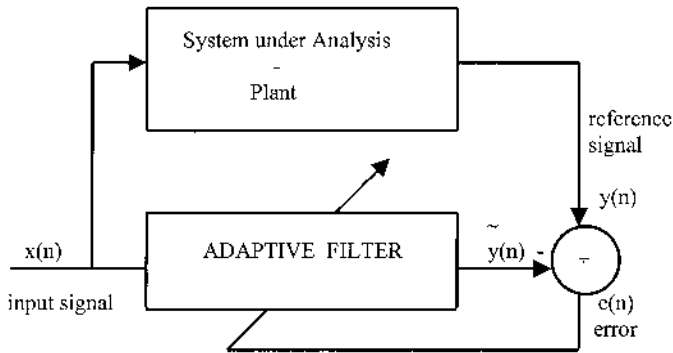 System under Analysis
-
Plant
reference
signal
y(n)
x(n)
input signal
ADAPTIVE FILTER
~
y(n) -
c(n)
error